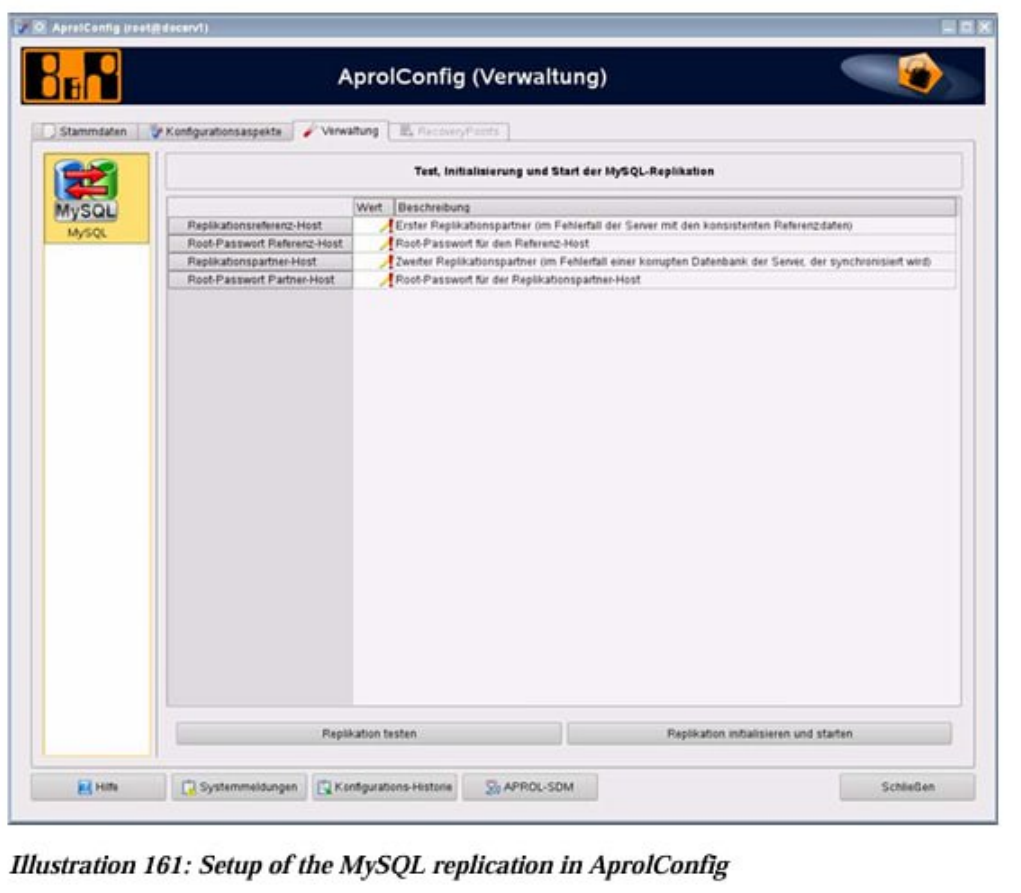 AprolConfig (root@docerv1)
B&R
AprolConfig (Verwaltung)
Stammdaten Konfigurationsaspekte Verwaltung RecoveryPoints
MySQL
MySQL
Test, Initialisierung und Start der MySQL-Replikation
Wert Beschreibung
Replikationsreferenz-Host Erster Replikationspartner (im Fehlerfall der Server mit den konsistenten Referenzdaten)
Root-Passwort Referenz-Host Root-Passwort für den Referenz-Host
Replikationspartner-Host Zweiter Replikationspartner (im Fehlerfall einer korrupten Datenbank der Server, der synchronisiert wird)
Root-Passwort Partner-Host Root-Passwort für der Replikationspartner-Host
Replikation testen Replikation initialisieren und starten
Hilfe Systemmeldungen Konfigurations-Historie APROL-SDM Schließen
Illustration 161: Setup of the MySQL replication in AprolConfig